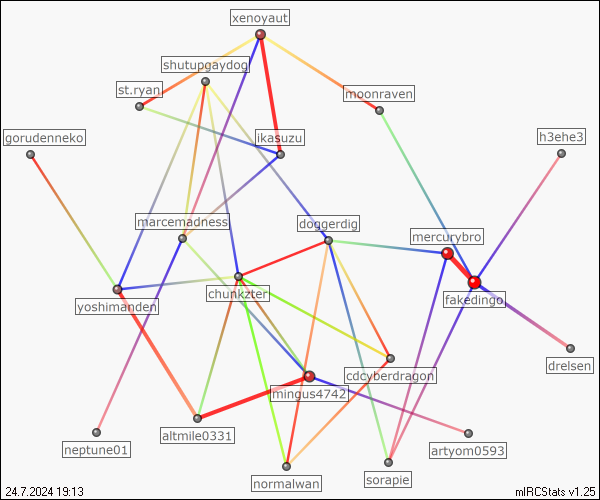 xenoyaut
shutupgaydog
st.ryan
moonraven
gorudenneko
ikasuzu
h3ehe3
marcemadness
doggerdig
mercurybro
yoshimanden
chunkzter
fakedingo
cdcyberdragon
drelsen
mingus4742
altmile0331
neptune01
artyom0593
normalwan
sorapie
24.7.2024 19:13
mIRCStats v1.25